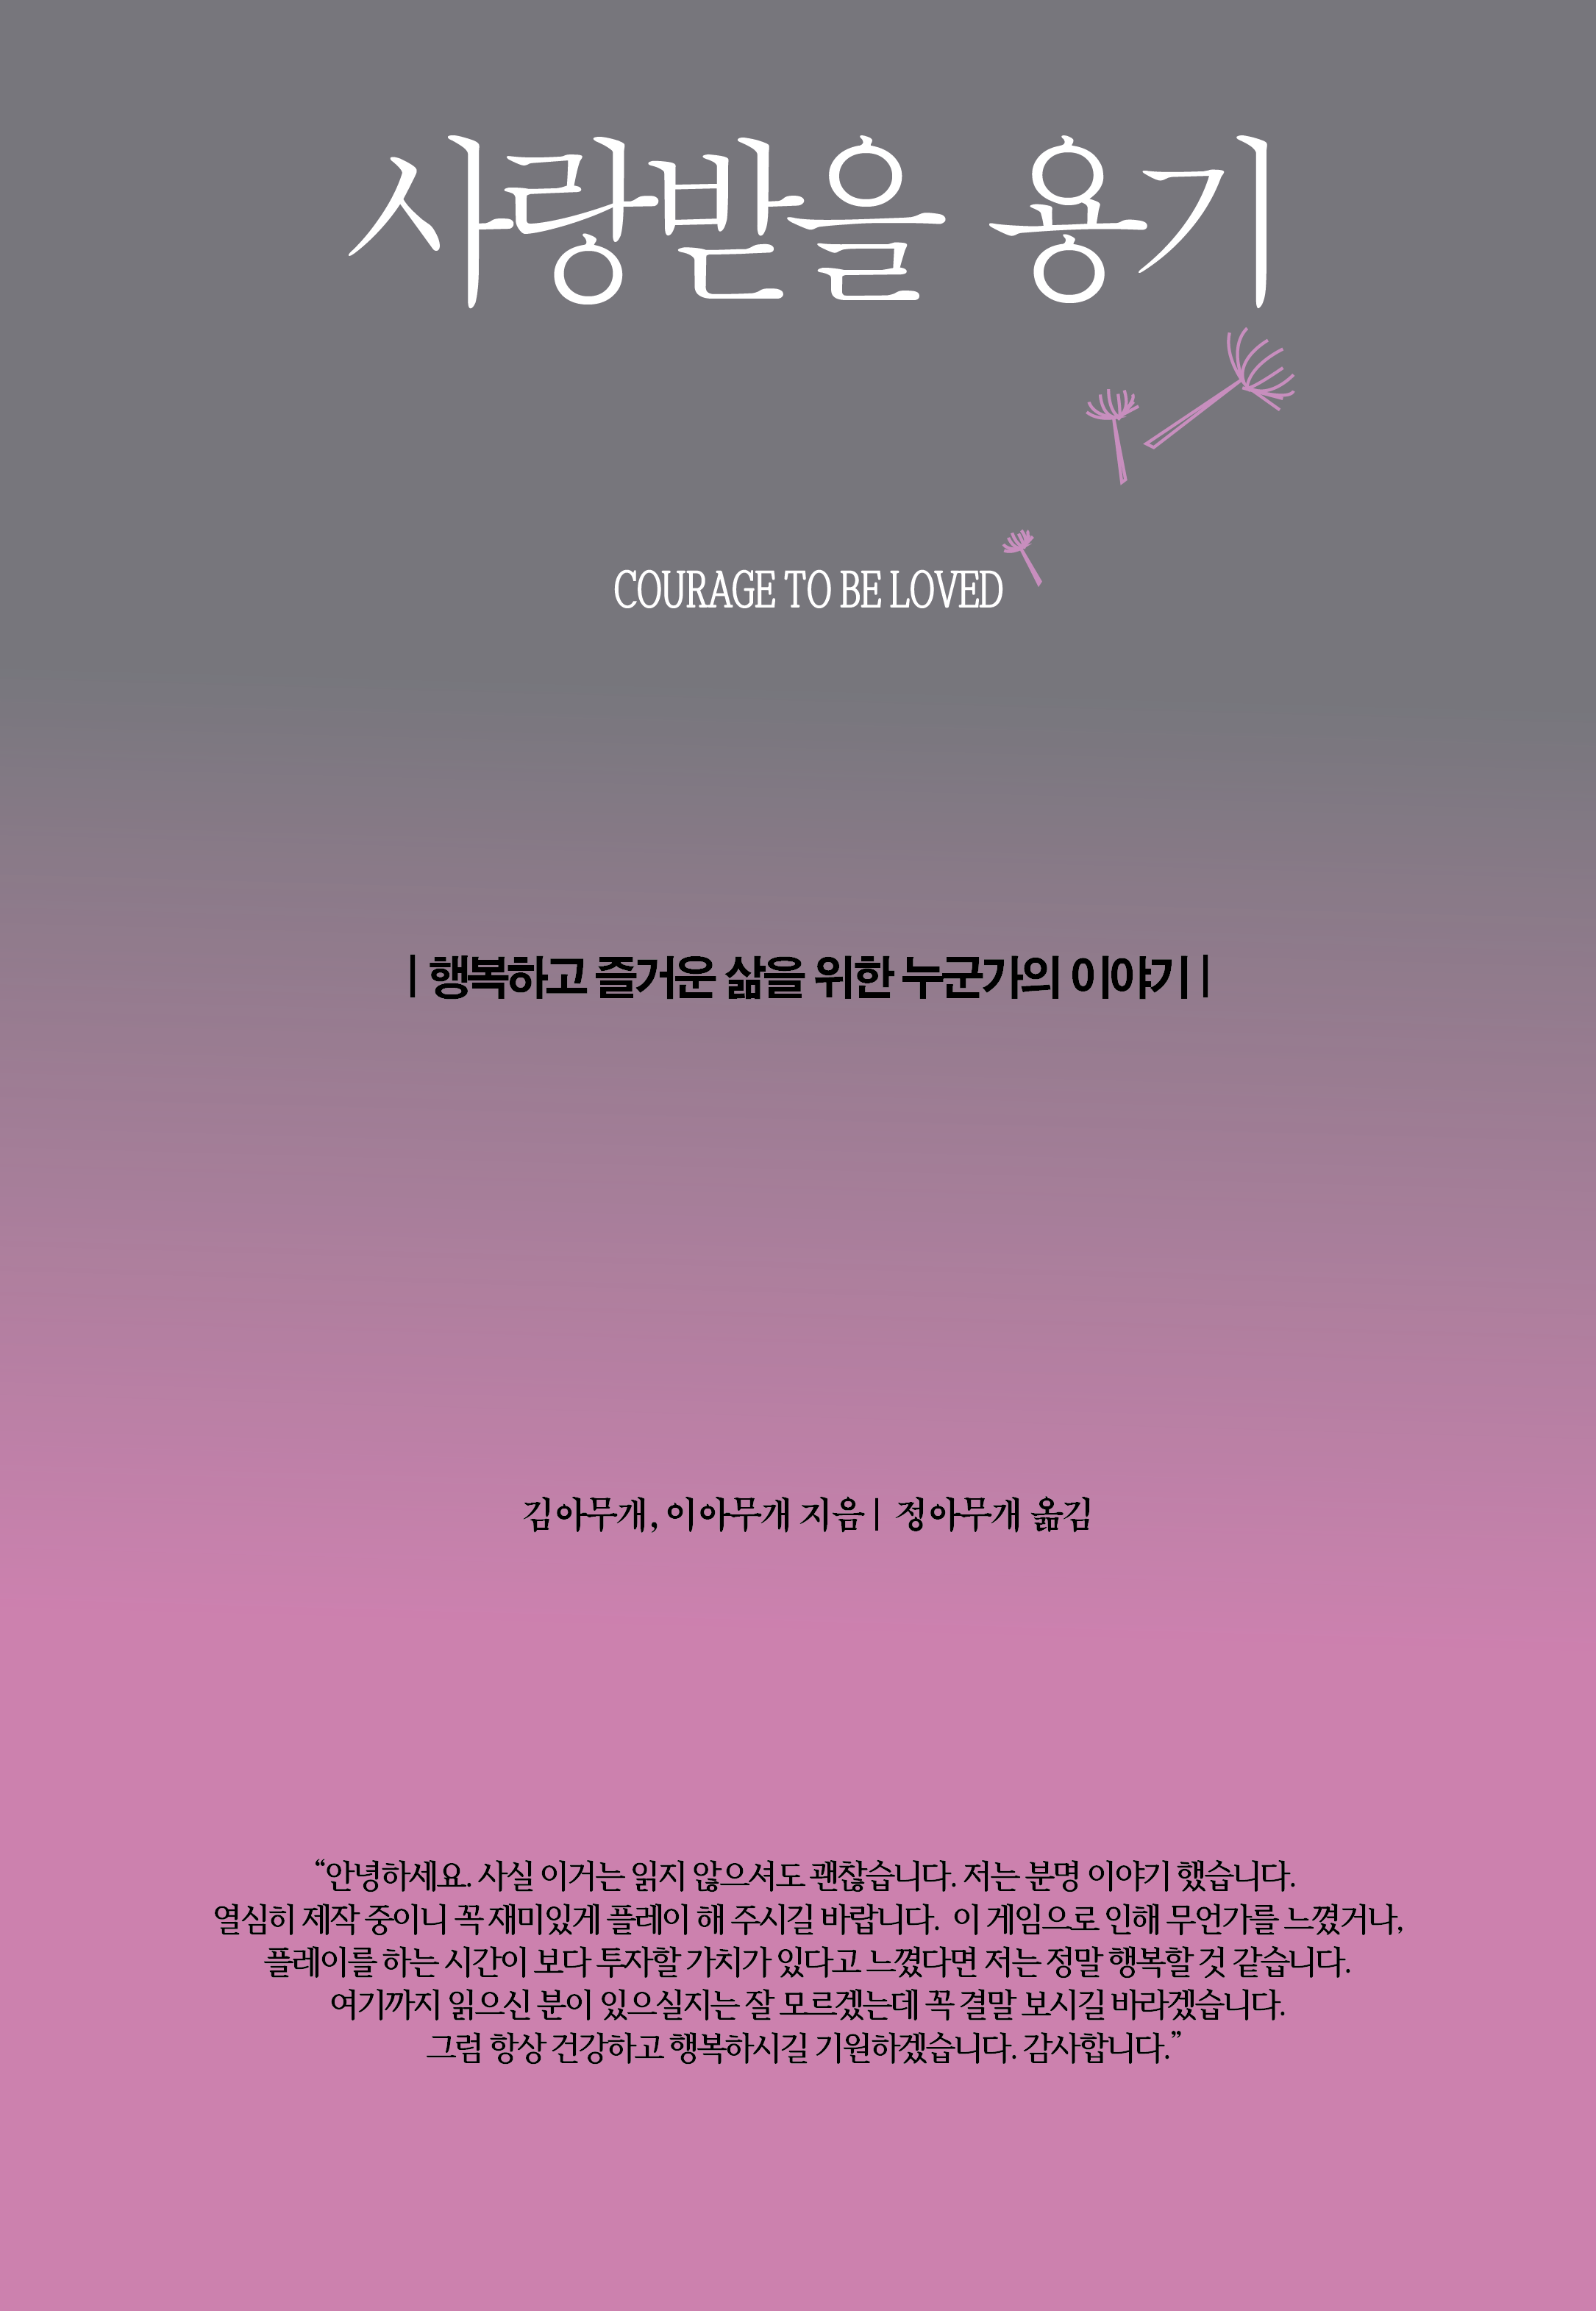 사랑받을 용기
COURAGE TO BE LOVED
| 행복하고 즐거운 삶을 위한 누군가의 이야기 |
김아무개, 이아무개 지음 | 정아무개 옮김
“안녕하세요. 사실 이거는 읽지 않으셔도 괜찮습니다. 저는 분명 이야기 했습니다.
열심히 제작 중이니 꼭 재미있게 플레이 해 주시길 바랍니다. 이 게임으로 인해 무언가를 느꼈거나,
플레이를 하는 시간이 보다 투자할 가치가 있다고 느꼈다면 저는 정말 행복할 것 같습니다.
여기까지 읽으신 분이 있으실지는 잘 모르겠는데 꼭 결말 보시길 바라겠습니다.
그럼 항상 건강하고 행복하시길 기원하겠습니다. 감사합니다.”